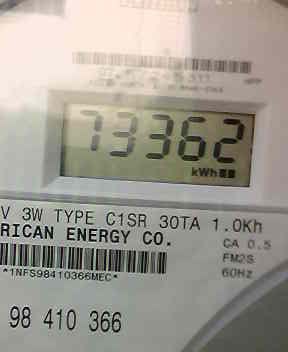 73362
kWh
V 3W TYPE C1SR 30TA 1.0Kh
RICAN ENERGY CO.
CA 0.5
FM2S
60Hz
*1NFS98410366MEC*
98 410 366